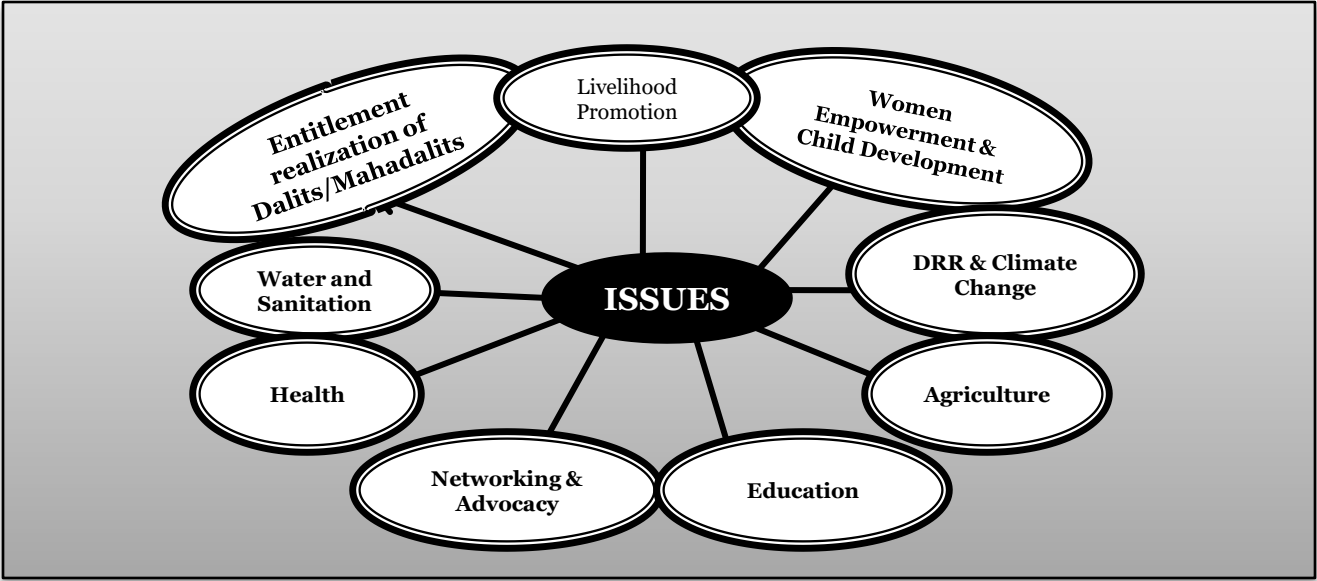 Entitlement
realization of
Dalits/Mahadalits
Livelihood
Promotion
Women
Empowerment &
Child Development
Water and
Sanitation
ISSUES
DRR & Climate
Change
Health
Agriculture
Networking &
Advocacy
Education